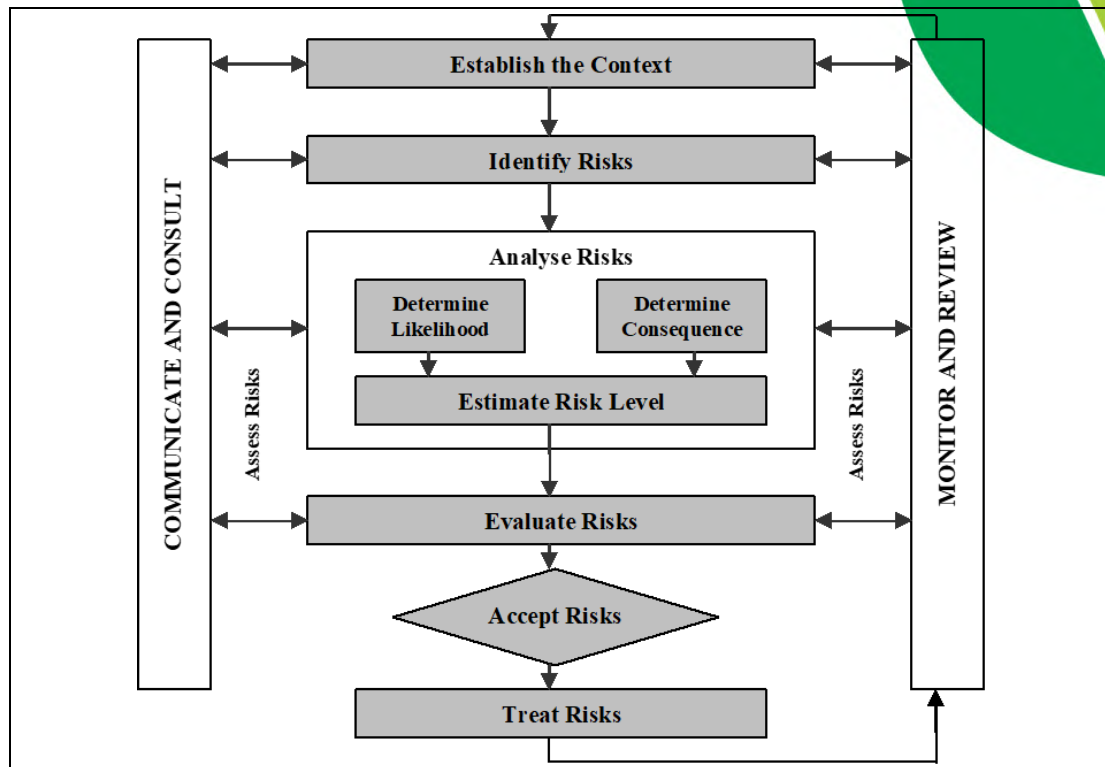 Establish the Context
Identify Risks
Analyse Risks
Determine
Likelihood
Determine
Consequence
Estimate Risk Level
Evaluate Risks
Accept Risks
Treat Risks
COMMUNICATE AND CONSULT
Assess Risks
Assess Risks
MONITOR AND REVIEW